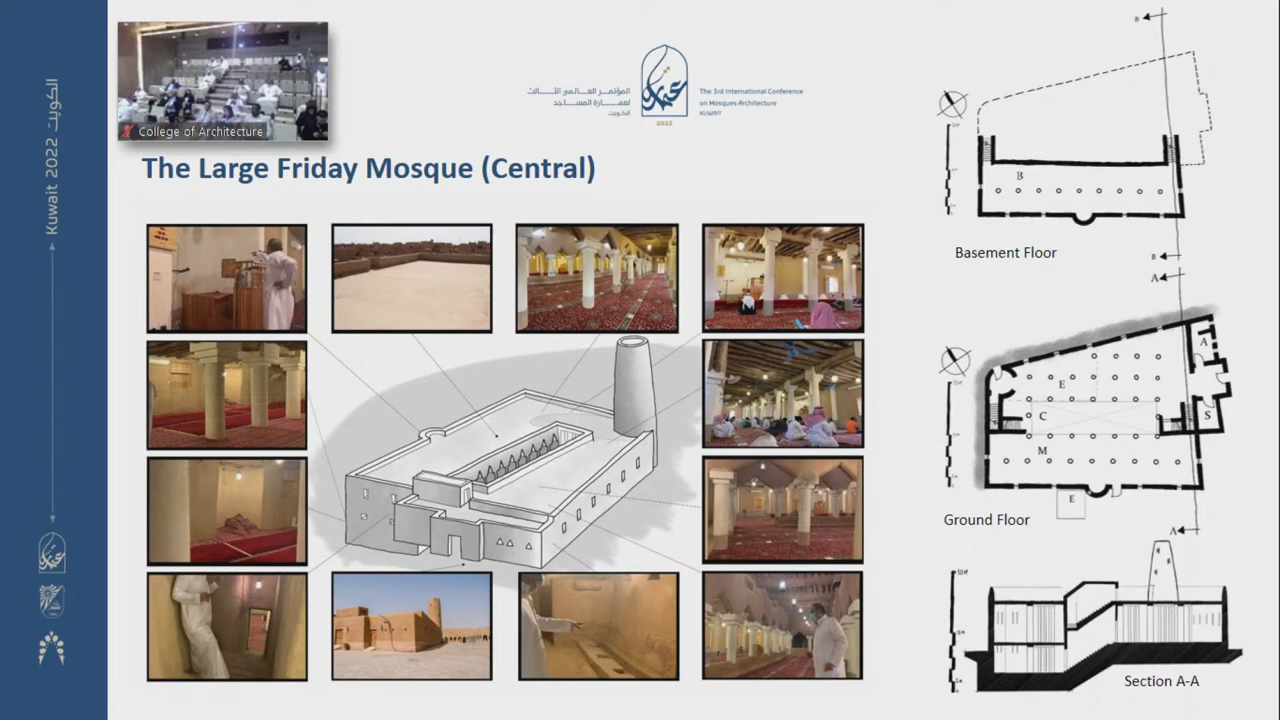 الكويت 2022
Kuwait 2022
College of Architecture
المؤتمر العالمي الثالث
لعمارة المساجد
الكويت
The 3rd International Conference
on Mosques Architecture
KUWAIT
2022
The Large Friday Mosque (Central)
B
B
Basement Floor
B
A
A
E
C
S
M
E
Ground Floor
A
Section A-A